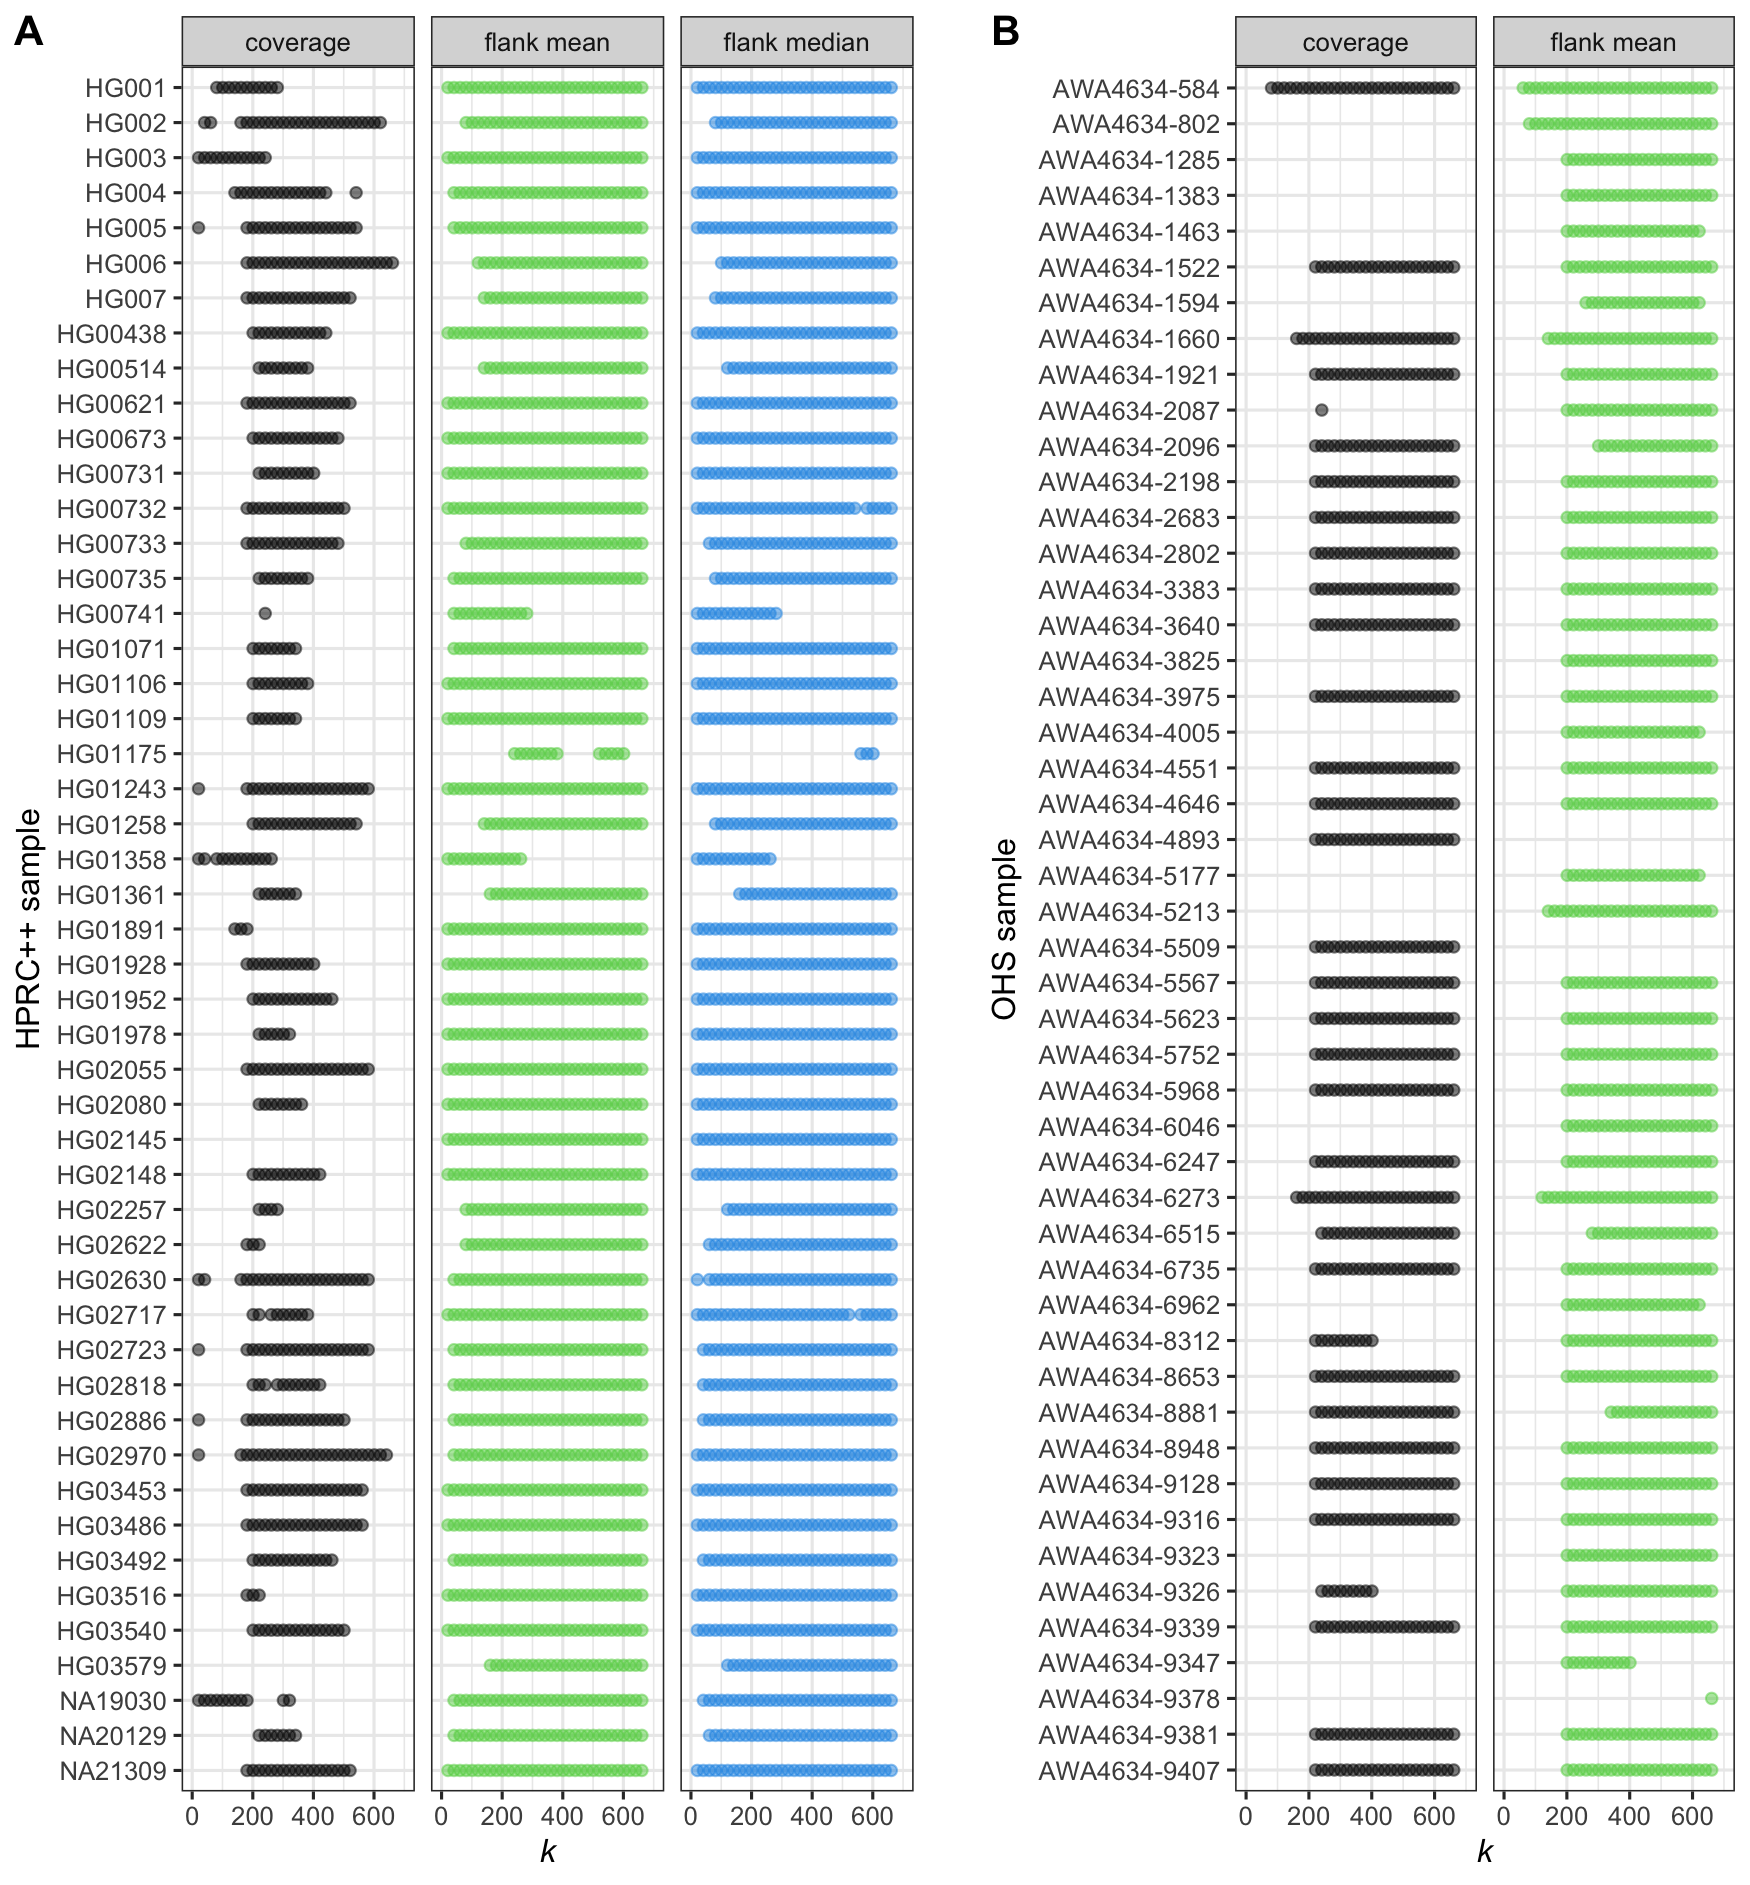 A
coverage
flank mean
flank median
HPRC++ sample
HG001
HG002
HG003
HG004
HG005
HG006
HG007
HG00438
HG00514
HG00621
HG00673
HG00731
HG00732
HG00733
HG00735
HG00741
HG01071
HG01106
HG01109
HG01175
HG01243
HG01258
HG01358
HG01361
HG01891
HG01928
HG01952
HG01978
HG02055
HG02080
HG02145
HG02148
HG02257
HG02622
HG02630
HG02717
HG02723
HG02818
HG02886
HG02970
HG03453
HG03486
HG03492
HG03516
HG03540
HG03579
NA19030
NA20129
NA21309
0 200 400 600
0 200 400 600
0 200 400 600
k
B
coverage
flank mean
OHS sample
AWA4634-584
AWA4634-802
AWA4634-1285
AWA4634-1383
AWA4634-1463
AWA4634-1522
AWA4634-1594
AWA4634-1660
AWA4634-1921
AWA4634-2087
AWA4634-2096
AWA4634-2198
AWA4634-2683
AWA4634-2802
AWA4634-3383
AWA4634-3640
AWA4634-3825
AWA4634-3975
AWA4634-4005
AWA4634-4551
AWA4634-4646
AWA4634-4893
AWA4634-5177
AWA4634-5213
AWA4634-5509
AWA4634-5567
AWA4634-5623
AWA4634-5752
AWA4634-5968
AWA4634-6046
AWA4634-6247
AWA4634-6273
AWA4634-6515
AWA4634-6735
AWA4634-6962
AWA4634-8312
AWA4634-8653
AWA4634-8881
AWA4634-8948
AWA4634-9128
AWA4634-9316
AWA4634-9323
AWA4634-9326
AWA4634-9339
AWA4634-9347
AWA4634-9378
AWA4634-9381
AWA4634-9407
0 200 400 600
0 200 400 600
k